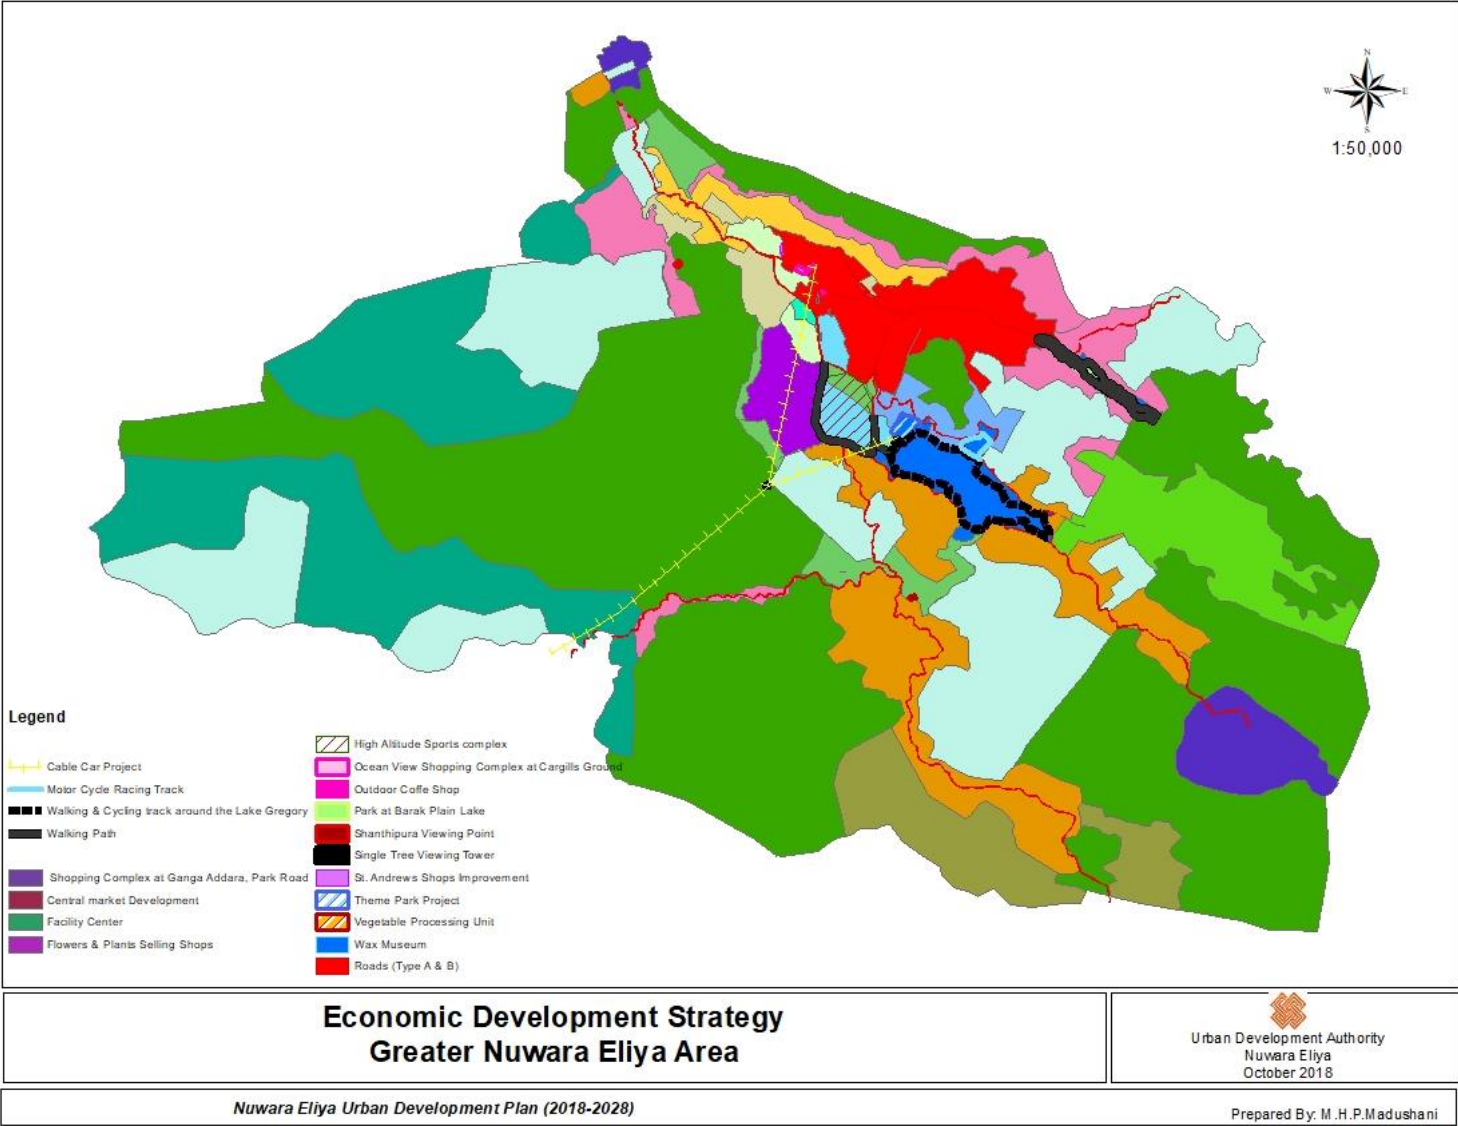 N
W E
S
1:50,000
Legend
Cable Car Project
Motor Cycle Racing Track
Walking & Cycling track around the Lake Gregory
Walking Path
Shopping Complex at Ganga Addara, Park Road
Central market Development
Facility Center
Flowers & Plants Selling Shops
High Altitude Sports complex
Ocean View Shopping Complex at Cargills Ground
Outdoor Coffe Shop
Park at Barak Plain Lake
Shanthipura Viewing Point
Single Tree Viewing Tower
St. Andrews Shops Improvement
Theme Park Project
Vegetable Processing Unit
Wax Museum
Roads (Type A & B)
Economic Development Strategy
Greater Nuwara Eliya Area
Urban Development Authority
Nuwara Eliya
October 2018
Nuwara Eliya Urban Development Plan (2018-2028)
Prepared By: M.H.P.Madushani